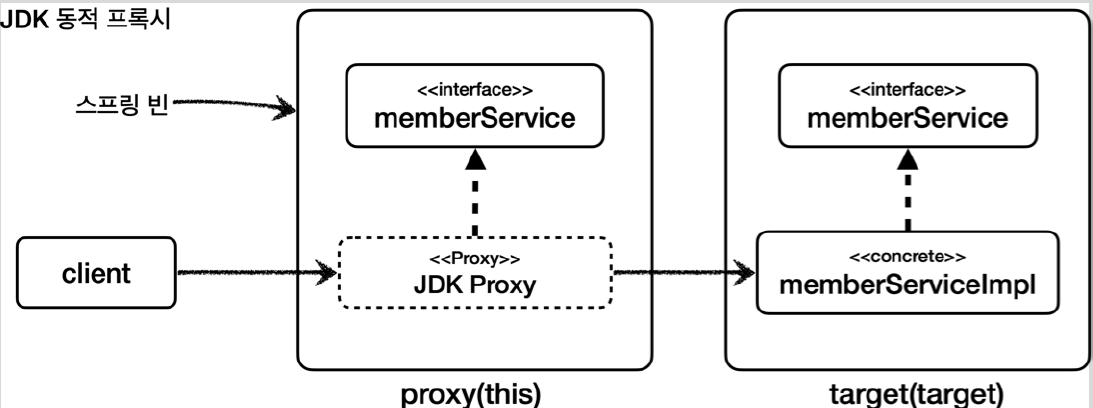 JDK 동적 프록시
스프링 빈
<<interface>>
memberService
<<interface>>
memberService
client
<<Proxy>>
JDK Proxy
<<concrete>>
memberServiceImpl
proxy(this)
target(target)